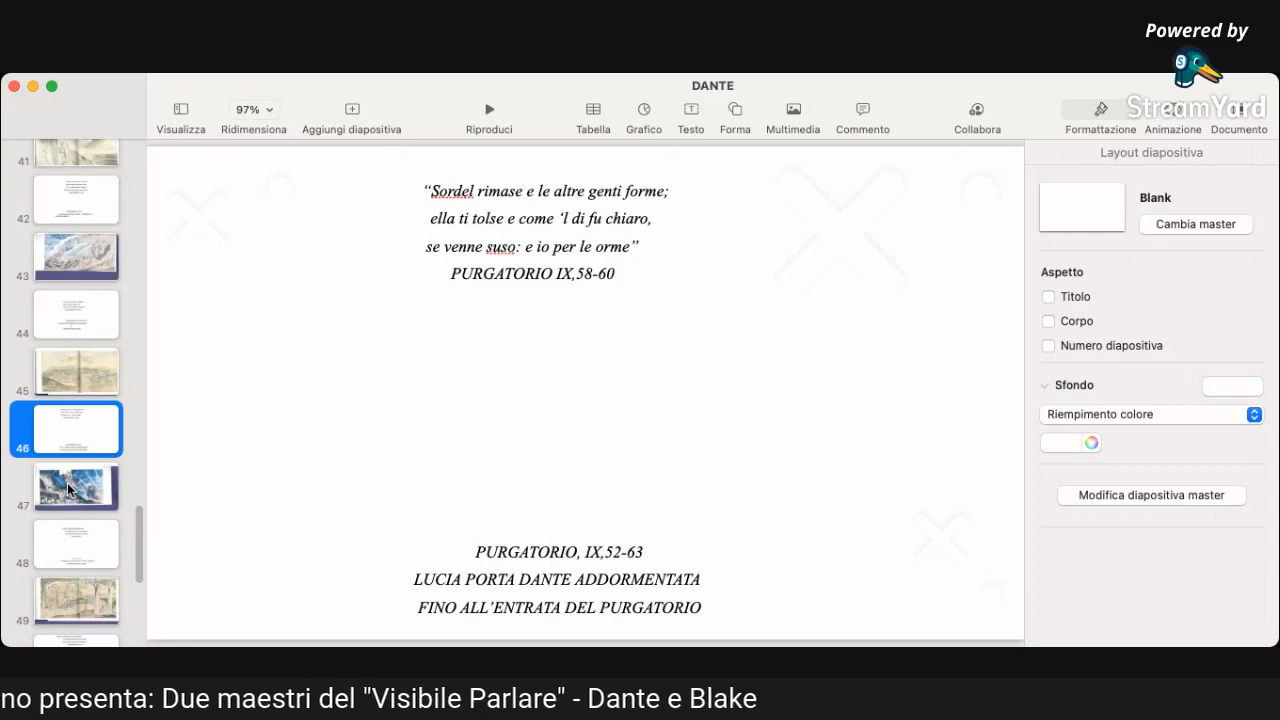 Powered by
StreamYard
DANTE
97%
Visualizza
Ridimensiona
Aggiungi diapositiva
Riproduci
Tabella
Grafico
Testo
Forma
Multimedia
Commento
Collabora
Formattazione
Animazione
Documento
41
42
43
44
45
46
47
48
49
“Sordel rimase e le altre genti forme;
ella ti tolse e come ‘l di fu chiaro,
se venne suso: e io per le orme”
PURGATORIO IX,58-60
PURGATORIO, IX,52-63
LUCIA PORTA DANTE ADDORMENTATA
FINO ALL’ENTRATA DEL PURGATORIO
Layout diapositiva
Blank
Cambia master
Aspetto
Titolo
Corpo
Numero diapositiva
Sfondo
Riempimento colore
Modifica diapositiva master
no presenta: Due maestri del "Visibile Parlare" - Dante e Blake